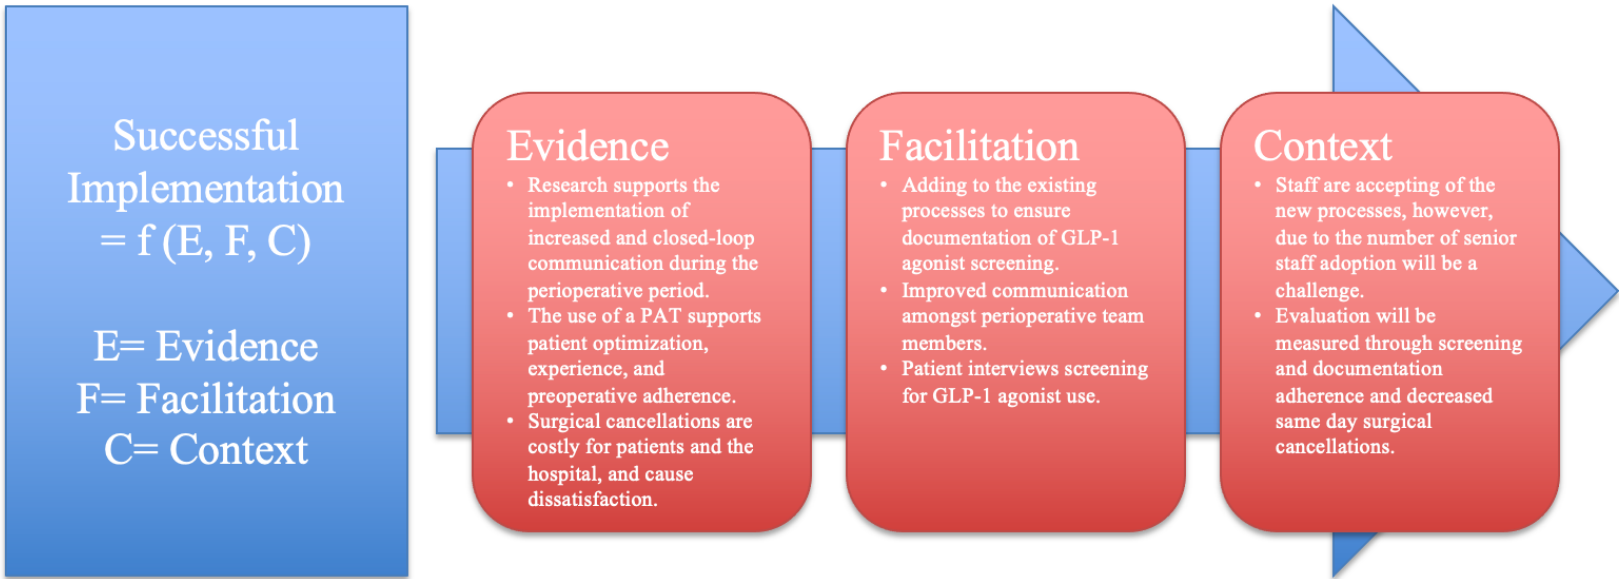 Successful
Implementation
= f (E, F, C)
E= Evidence
F= Facilitation
C= Context
Evidence
• Research supports the
implementation of
increased and closed-loop
communication during the
perioperative period.
• The use of a PAT supports
patient optimization,
experience, and
preoperative adherence.
• Surgical cancellations are
costly for patients and the
hospital, and cause
dissatisfaction.
Facilitation
• Adding to the existing
processes to ensure
documentation of GLP-1
agonist screening.
• Improved communication
amongst perioperative team
members.
• Patient interviews screening
for GLP-1 agonist use.
Context
• Staff are accepting of the
new processes, however,
due to the number of senior
staff adoption will be a
challenge.
• Evaluation will be
measured through screening
and documentation
adherence and decreased
same day surgical
cancellations.